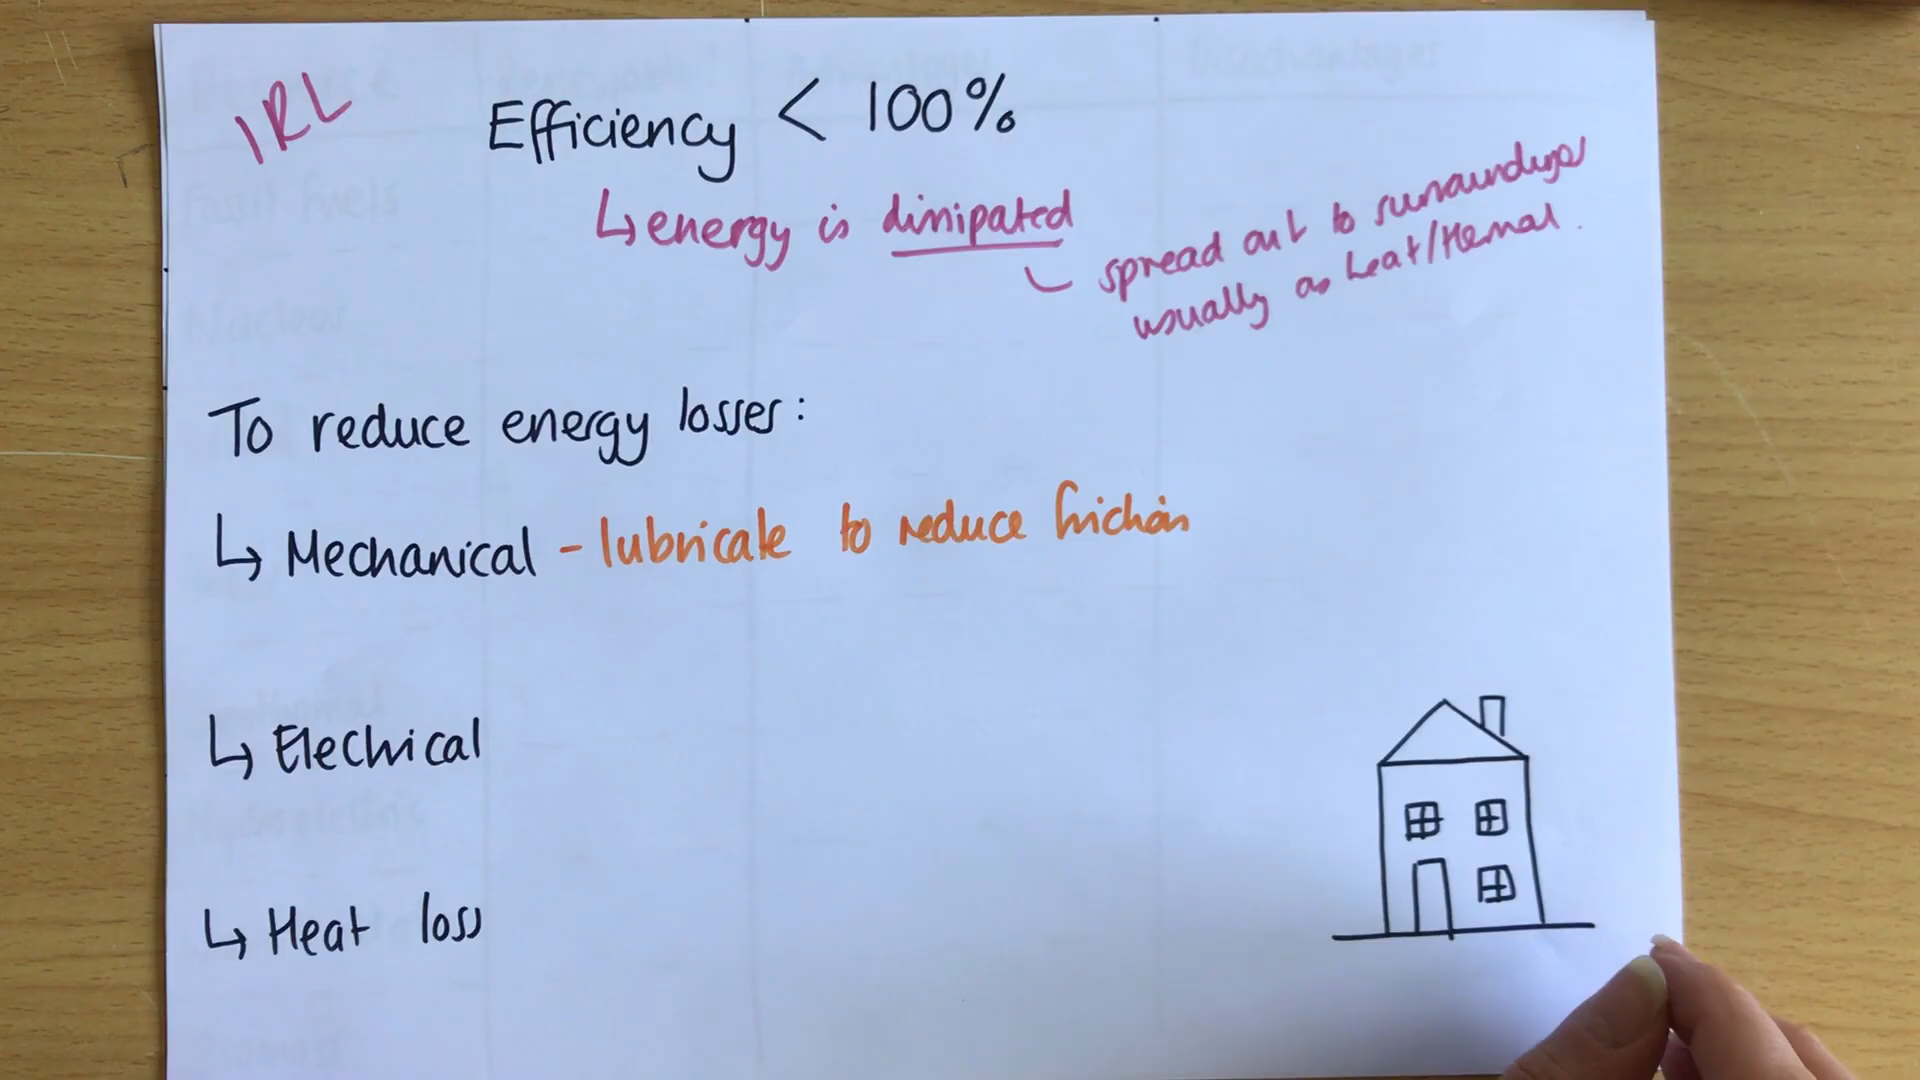 IRL
Efficiency < 100%
↳ energy is dissipated
spread out to surroundings
usually as heat/thermal.
To reduce energy losses:
↳ Mechanical - lubricate to reduce friction
↳ Electrical
↳ Heat loss